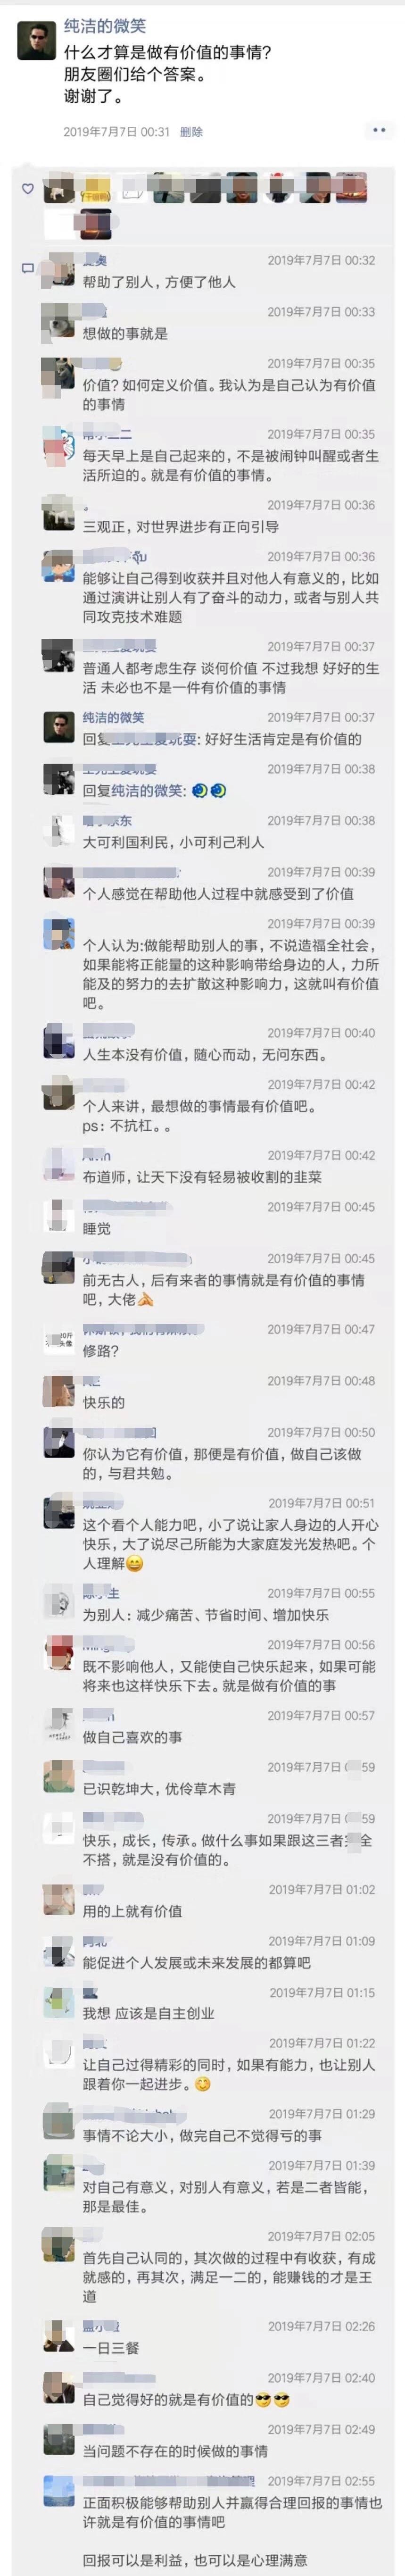 纯洁的微笑
什么才算是做有价值的事情?
朋友圈们给个答案。
谢谢了。
2019年7月7日 00:31 删除
2019年7月7日 00:32
帮助了别人，方便了他人
2019年7月7日 00:33
想做的事就是
2019年7月7日 00:35
价值? 如何定义价值。我认为是自己认为有价值
的事情
2019年7月7日 00:35
每天早上是自己起来的，不是被闹钟叫醒或者生
活所迫的。就是有价值的事情。
2019年7月7日 00:36
三观正，对世界进步有正向引导
2019年7月7日 00:36
能够让自己得到收获并且对他人有意义的，比如
通过演讲让别人有了奋斗的动力，或者与别人共
同攻克技术难题
2019年7月7日 00:37
普通人都考虑生存 谈何价值 不过我想 好好的生
活 未必也不是一件有价值的事情
纯洁的微笑 2019年7月7日 00:37
回复 玩耍: 好好生活肯定是有价值的
2019年7月7日 00:38
回复纯洁的微笑:
2019年7月7日 00:38
大可利国利民，小可利己利人
2019年7月7日 00:39
个人感觉在帮助他人过程中就感受到了价值
2019年7月7日 00:39
个人认为:做能帮助别人的事，不说造福全社会，
如果能将正能量的这种影响带给身边的人，力所
能及的努力的去扩散这种影响力，这就叫有价值
吧。
2019年7月7日 00:40
人生本没有价值，随心而动，无问东西。
2019年7月7日 00:42
个人来讲，最想做的事情最有价值吧。
ps: 不抗杠。。
2019年7月7日 00:42
布道师，让天下没有轻易被收割的韭菜
2019年7月7日 00:45
睡觉
2019年7月7日 00:45
前无古人，后有来者的事情就是有价值的事情
吧，大佬🙏
2019年7月7日 00:47
修路?
2019年7月7日 00:48
快乐的
2019年7月7日 00:50
你认为它有价值，那便是有价值，做自己该做
的，与君共勉。
2019年7月7日 00:51
这个看个人能力吧，小了说让家人身边的人开心
快乐，大了说尽己所能为大家庭发光发热吧。个
人理解😄
2019年7月7日 00:55
为别人: 减少痛苦、节省时间、增加快乐
2019年7月7日 00:56
既不影响他人，又能使自己快乐起来，如果可能
将来也这样快乐下去。就是做有价值的事
2019年7月7日 00:57
做自己喜欢的事
2019年7月7日 :59
已识乾坤大，优伶草木青
2019年7月7日 :59
快乐，成长，传承。做什么事如果跟这三者 全
不搭，就是没有价值的。
2019年7月7日 01:02
用的上就有价值
2019年7月7日 01:09
能促进个人发展或未来发展的都算吧
2019年7月7日 01:15
我想 应该是自主创业
2019年7月7日 01:22
让自己过得精彩的同时，如果有能力，也让别人
跟着你一起进步。😊
2019年7月7日 01:29
事情不论大小，做完自己不觉得亏的事
2019年7月7日 01:39
对自己有意义，对别人有意义，若是二者皆能，
那是最佳。
2019年7月7日 02:05
首先自己认同的，其次做的过程中有收获，有成
就感的，再其次，满足一二的，能赚钱的才是王
道
2019年7月7日 02:26
一日三餐
2019年7月7日 02:40
自己觉得好的就是有价值的😎😎
2019年7月7日 02:49
当问题不存在的时候做的事情
2019年7月7日 02:55
正面积极能够帮助别人并赢得合理回报的事情也
许就是有价值的事情吧
回报可以是利益，也可以是心理满意